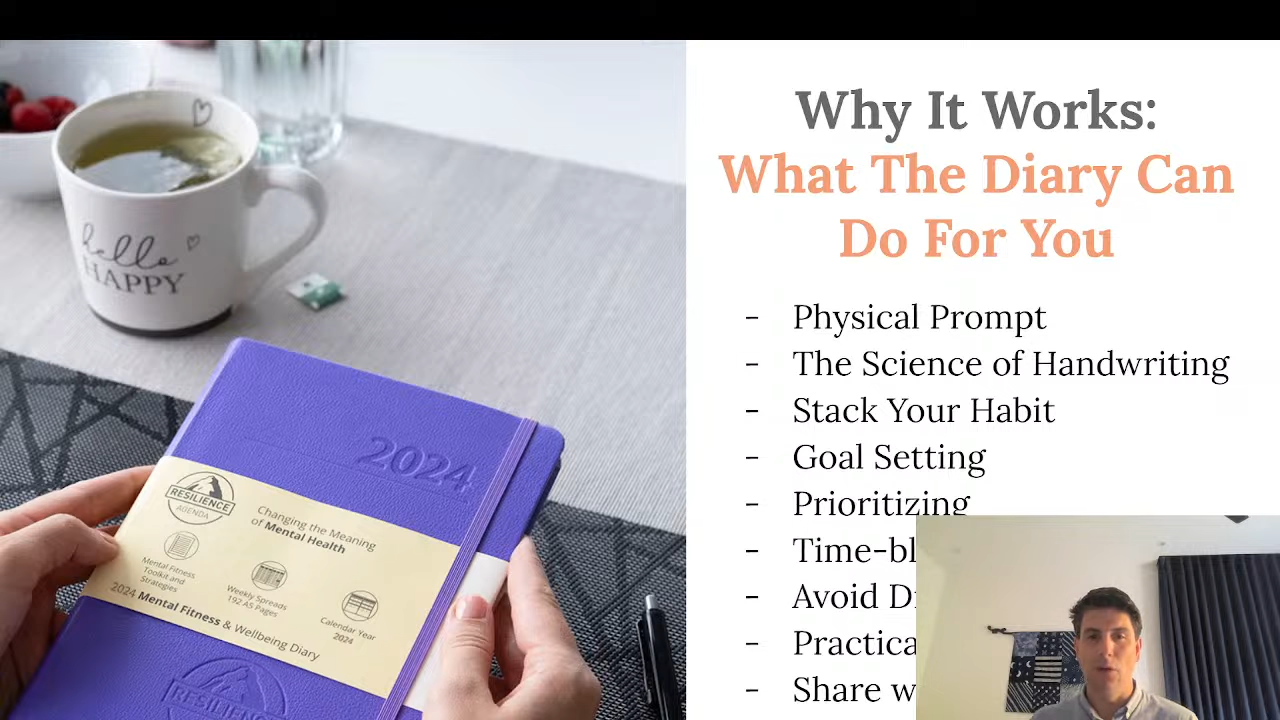 hello
HAPPY
2024
RESILIENCE
AGENDA
Changing the Meaning
of Mental Health
Mental Fitness
Toolkit and
Strategies
Weekly Spreads
192 A5 Pages
Calendar Year
2024
2024 Mental Fitness & Wellbeing Diary
RESILIENCE
Why It Works:
What The Diary Can
Do For You
- Physical Prompt
- The Science of Handwriting
- Stack Your Habit
- Goal Setting
- Prioritizing
- Time-bl
- Avoid D
- Practica
- Share w